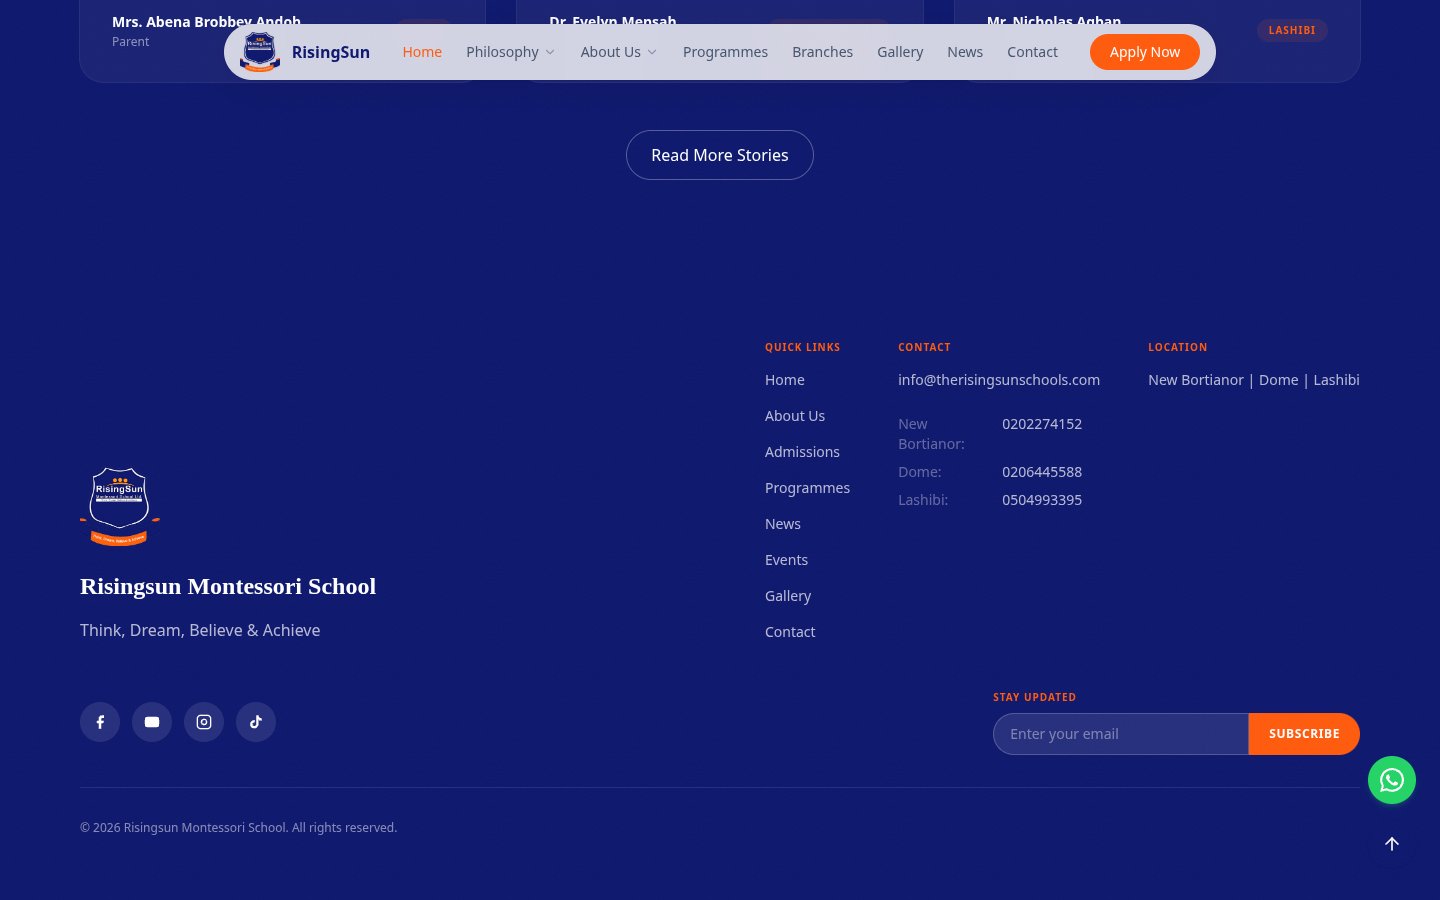 Mrs. Abena Brobbey Andoh
Parent
Dr. Evelyn Mensah
Mr. Nicholas Agban
LASHIBI
RisingSun
Home
Philosophy
About Us
Programmes
Branches
Gallery
News
Contact
Apply Now
Read More Stories
RisingSun
Risingsun Montessori School
Think, Dream, Believe & Achieve
QUICK LINKS
Home
About Us
Admissions
Programmes
News
Events
Gallery
Contact
CONTACT
info@therisingsunschools.com
New Bortianor:
0202274152
Dome:
0206445588
Lashibi:
0504993395
LOCATION
New Bortianor | Dome | Lashibi
STAY UPDATED
Enter your email
SUBSCRIBE
© 2026 Risingsun Montessori School. All rights reserved.